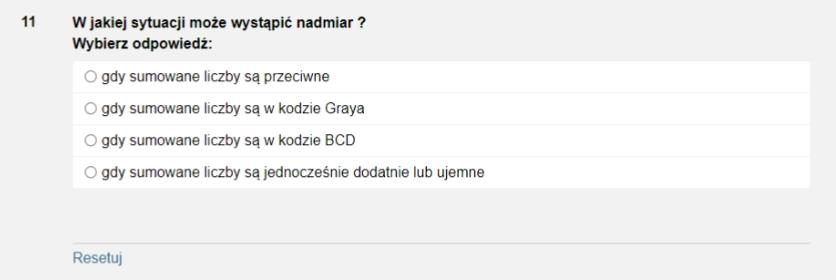 11 W jakiej sytuacji może wystąpić nadmiar ?
Wybierz odpowiedź:
gdy sumowane liczby są przeciwne
gdy sumowane liczby są w kodzie Graya
gdy sumowane liczby są w kodzie BCD
gdy sumowane liczby są jednocześnie dodatnie lub ujemne
Resetuj